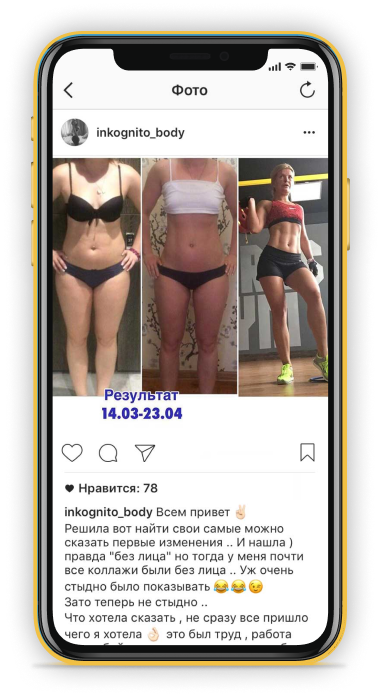 Фото
inkognito_body
Результат
14.03-23.04
Нравится: 78
inkognito_body Всем привет ✌🏻
Решила вот найти свои самые можно
сказать первые изменения .. И нашла )
правда "без лица" но тогда у меня почти
все коллажи были без лица .. Уж очень
стыдно было показывать 😂😂😉
Зато теперь не стыдно ..
Что хотела сказать , не сразу все пришло
чего я хотела 👌🏻 это был труд , работа